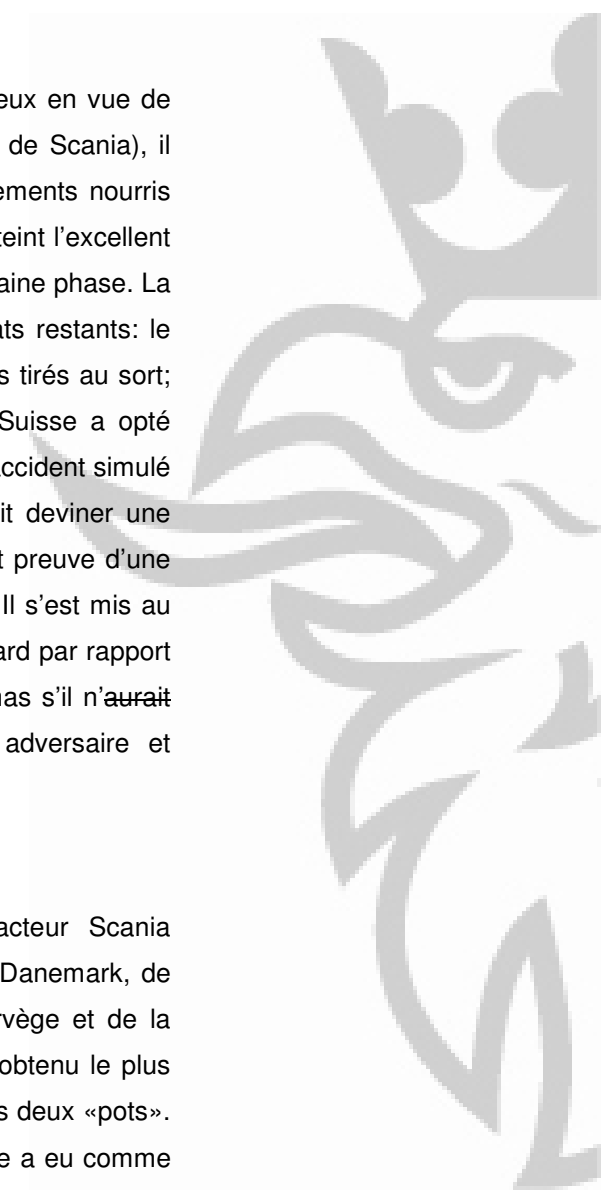 eux en vue de
de Scania), il
ements nourris
teint l'excellent
aine phase. La
ats restants: le
s tirés au sort;
Suisse a opté
accident simulé
it deviner une
t preuve d'une
Il s'est mis au
ard par rapport
nas s'il n'aurait
adversaire et
acteur Scania
Danemark, de
rvège et de la
obtenu le plus
s deux «pots».
e a eu comme